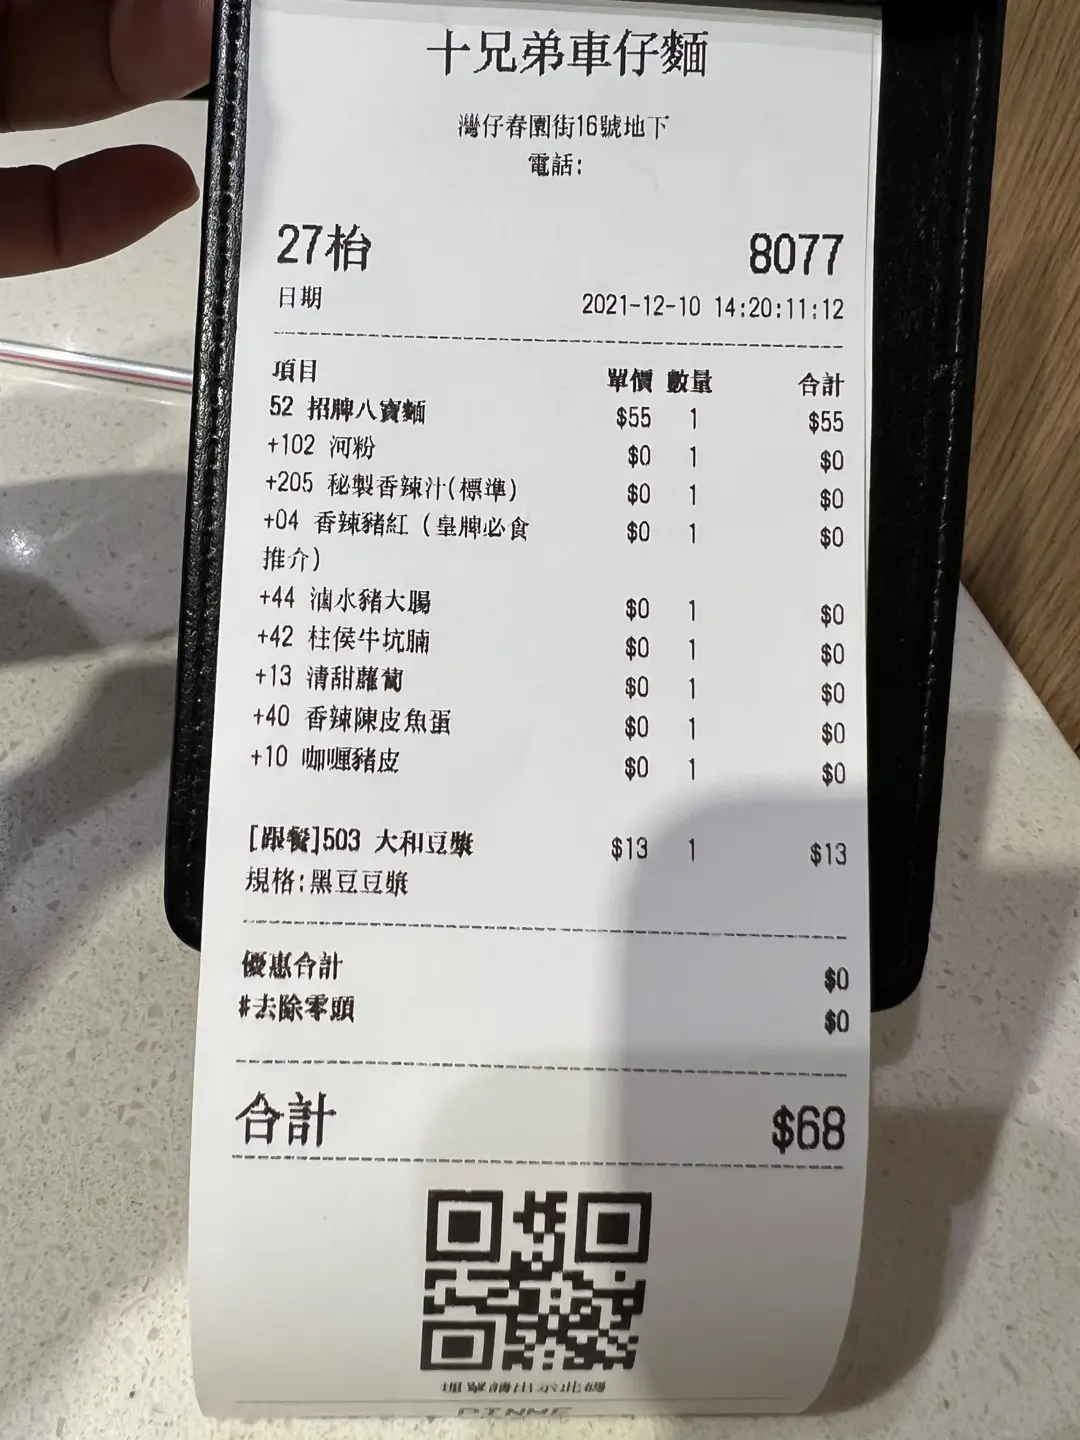 十兄弟車仔麵
灣仔春園街16號地下
電話:
27枱 8077
日期 2021-12-10 14:20:11:12
項目 單價 數量 合計
52 招牌八寶麵 $55 1 $55
+102 河粉 $0 1 $0
+205 秘製香辣汁(標準) $0 1 $0
+04 香辣豬紅 (皇牌必食 $0 1 $0
推介)
+44 滷水豬大腸 $0 1 $0
+42 柱侯牛坑腩 $0 1 $0
+13 清甜蘿蔔 $0 1 $0
+40 香辣陳皮魚蛋 $0 1 $0
+10 咖喱豬皮 $0 1 $0
[跟餐]503 大和豆漿 $13 1 $13
規格:黑豆豆漿
優惠合計 $0
#去除零頭 $0
合計 $68